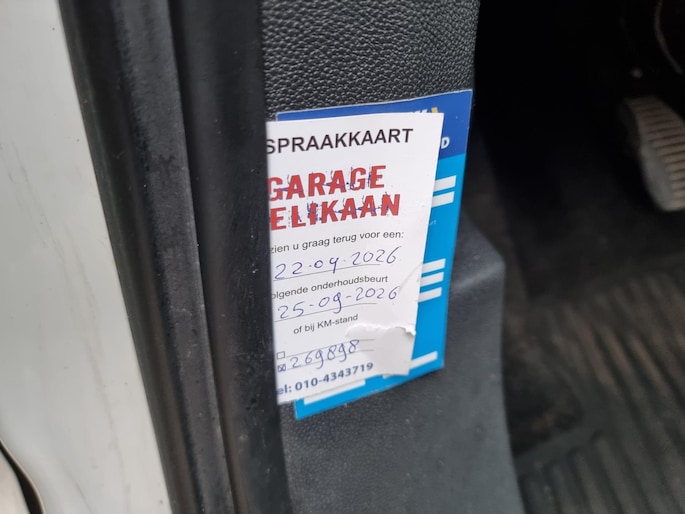 SPRAAKKAART
GARAGE
ELIKAAN
zien u graag terug voor een:
22-09-2026
olgende onderhoudsbeurt
25-09-2026
of bij KM-stand
269898
el: 010-4343719
D